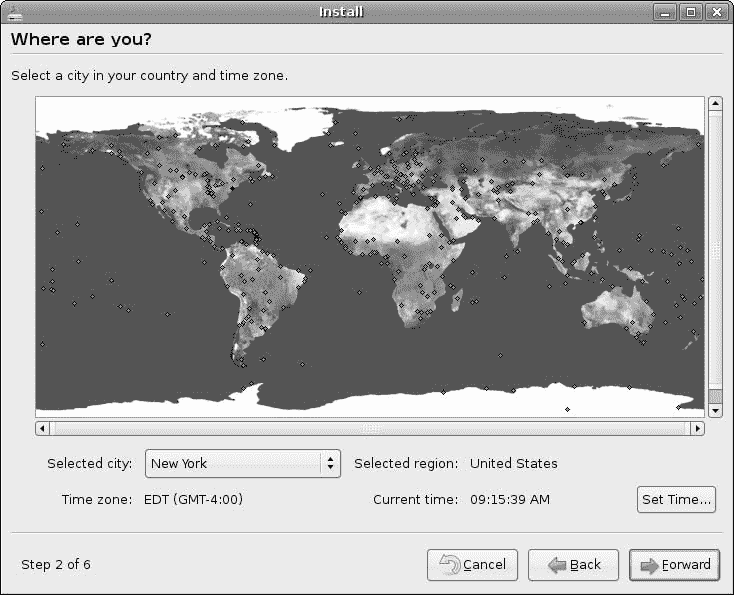 Install
Where are you?
Select a city in your country and time zone.
Selected city: New York Selected region: United States
Time zone: EDT (GMT-4:00) Current time: 09:15:39 AM Set Time...
Step 2 of 6 Cancel Back Forward